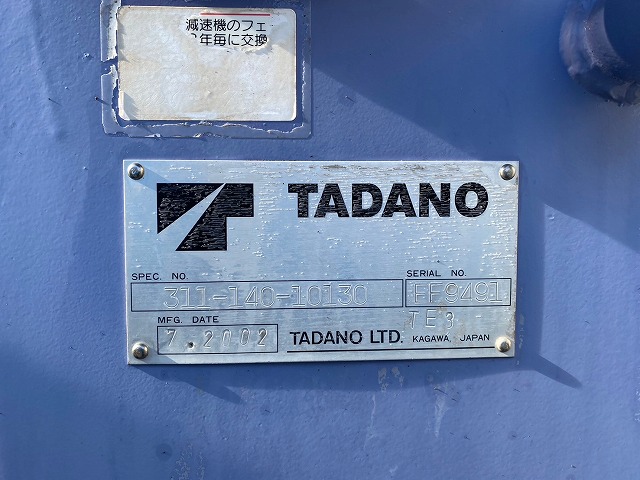 減速機のフェ
年毎に交換
TADANO
SPEC. NO.
SERIAL NO.
311-140-10130
FF9491
MFG. DATE
TE3
7.2002
TADANO LTD. KAGAWA, JAPAN